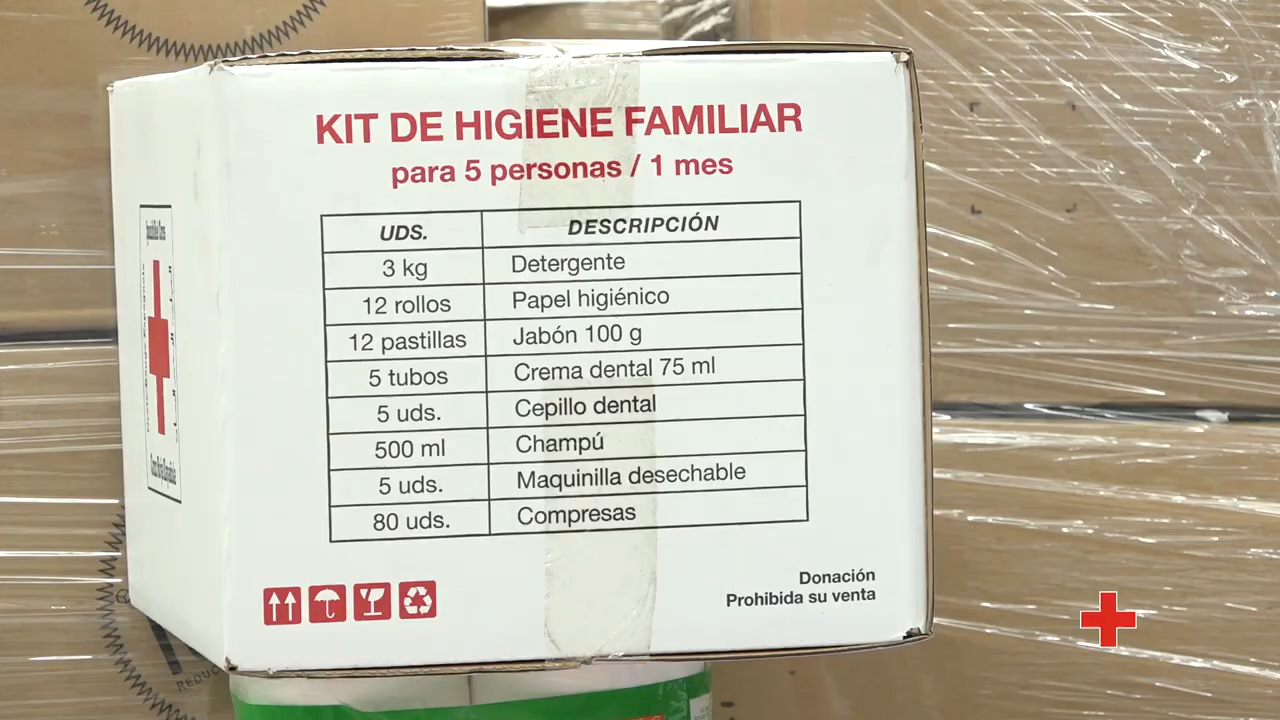 KIT DE HIGIENE FAMILIAR
para 5 personas / 1 mes
UDS. DESCRIPCIÓN
3 kg Detergente
12 rollos Papel higiénico
12 pastillas Jabón 100 g
5 tubos Crema dental 75 ml
5 uds. Cepillo dental
500 ml Champú
5 uds. Maquinilla desechable
80 uds. Compresas
Donación
Prohibida su venta